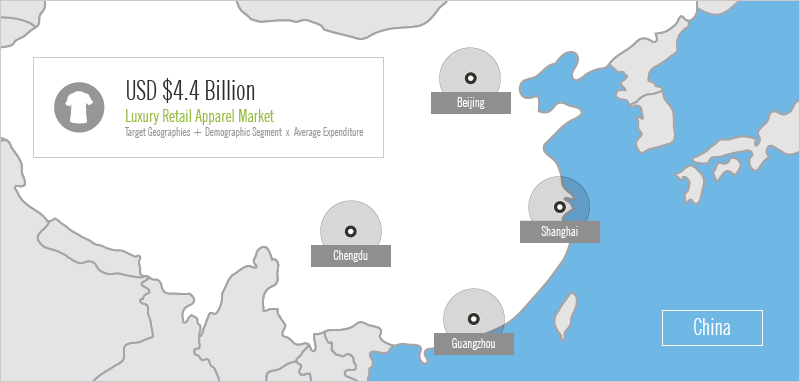 USD $4.4 Billion
Luxury Retail Apparel Market
Target Geographies + Demographic Segment x Average Expenditure
Beijing
Shanghai
Chengdu
Guangzhou
China